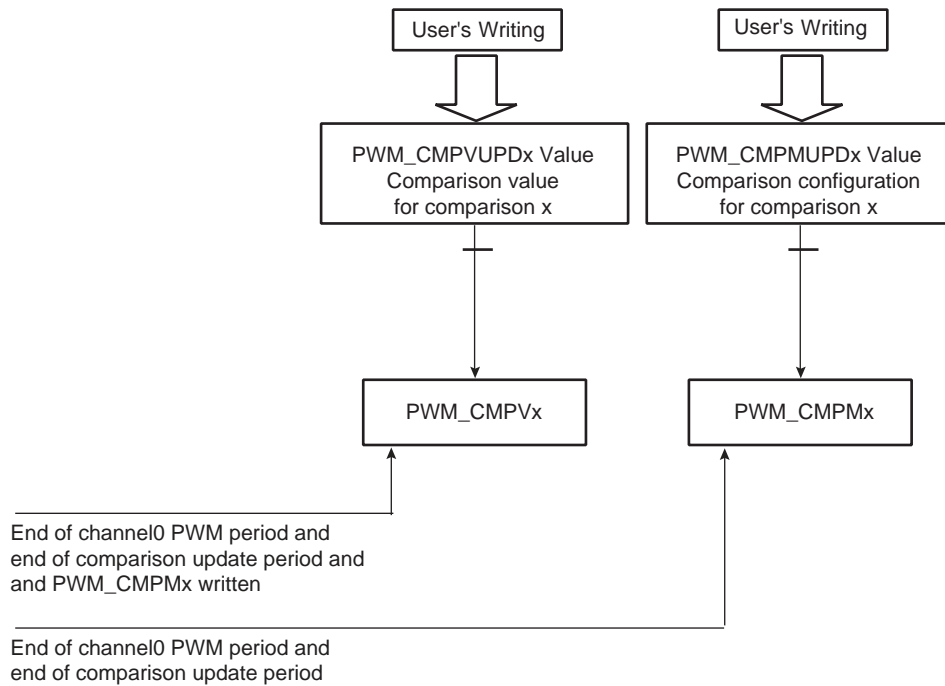 User's Writing
User's Writing
PWM_CMPVUPDx Value
Comparison value
for comparison x
PWM_CMPMUPDx Value
Comparison configuration
for comparison x
PWM_CMPVx
PWM_CMPMx
End of channel0 PWM period and
end of comparison update period and
and PWM_CMPMx written
End of channel0 PWM period and
end of comparison update period